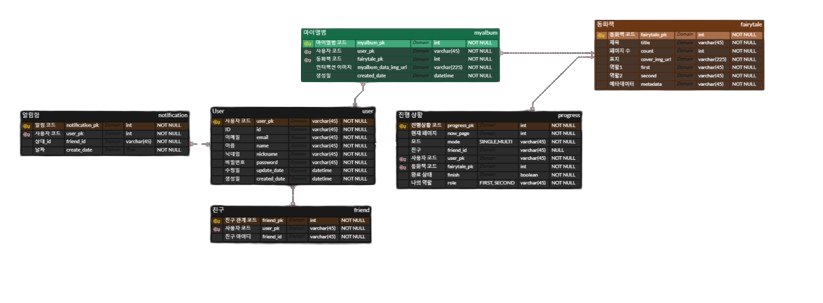 마이앨범 myalbum
마이앨범 코드 myalbum_pk Domain int NOT NULL
사용자 코드 user_pk Domain varchar(45) NOT NULL
동화책 코드 fairytale_pk Domain int NOT NULL
인터랙션 이미지 myalbum_data_img_url varchar(225) NOT NULL
생성일 created_date Domain datetime NOT NULL
동화책 fairytale
동화책 코드 fairytale_pk Domain int NOT NULL
제목 title Domain varchar(45) NOT NULL
페이지 수 count Domain int NOT NULL
표지 cover_img_url Domain varchar(225) NOT NULL
역할1 first Domain varchar(45) NOT NULL
역할2 second Domain varchar(45) NOT NULL
메타데이터 metadata Domain varchar(45) NOT NULL
알림함 notification
알림 코드 notification_pk int NOT NULL
사용자 코드 user_pk int NOT NULL
상대_id friend_id varchar(45) NOT NULL
날짜 create_date NOT NULL
User user
사용자 코드 user_pk varchar(45) NOT NULL
ID id varchar(45) NOT NULL
이메일 email varchar(45) NOT NULL
이름 name varchar(45) NOT NULL
닉네임 nickname varchar(45) NOT NULL
비밀번호 password varchar(45) NOT NULL
수정일 update_date datetime NOT NULL
생성일 created_date datetime NOT NULL
진행상황 progress
진행상황 코드 progress_pk int NOT NULL
현재 페이지 now_page int NOT NULL
모드 mode SINGLE,MULTI varchar(45) NOT NULL
친구 friend_id varchar(45) NULL
사용자 코드 user_pk varchar(45) NOT NULL
동화책 코드 fairytale_pk int NOT NULL
완료 상태 finish boolean NOT NULL
나의 역할 role FIRST,SECOND varchar(45) NOT NULL
친구 friend
친구 관계 코드 friend_pk int NOT NULL
사용자 코드 user_pk varchar(45) NOT NULL
친구 아이디 friend_id varchar(45) NOT NULL